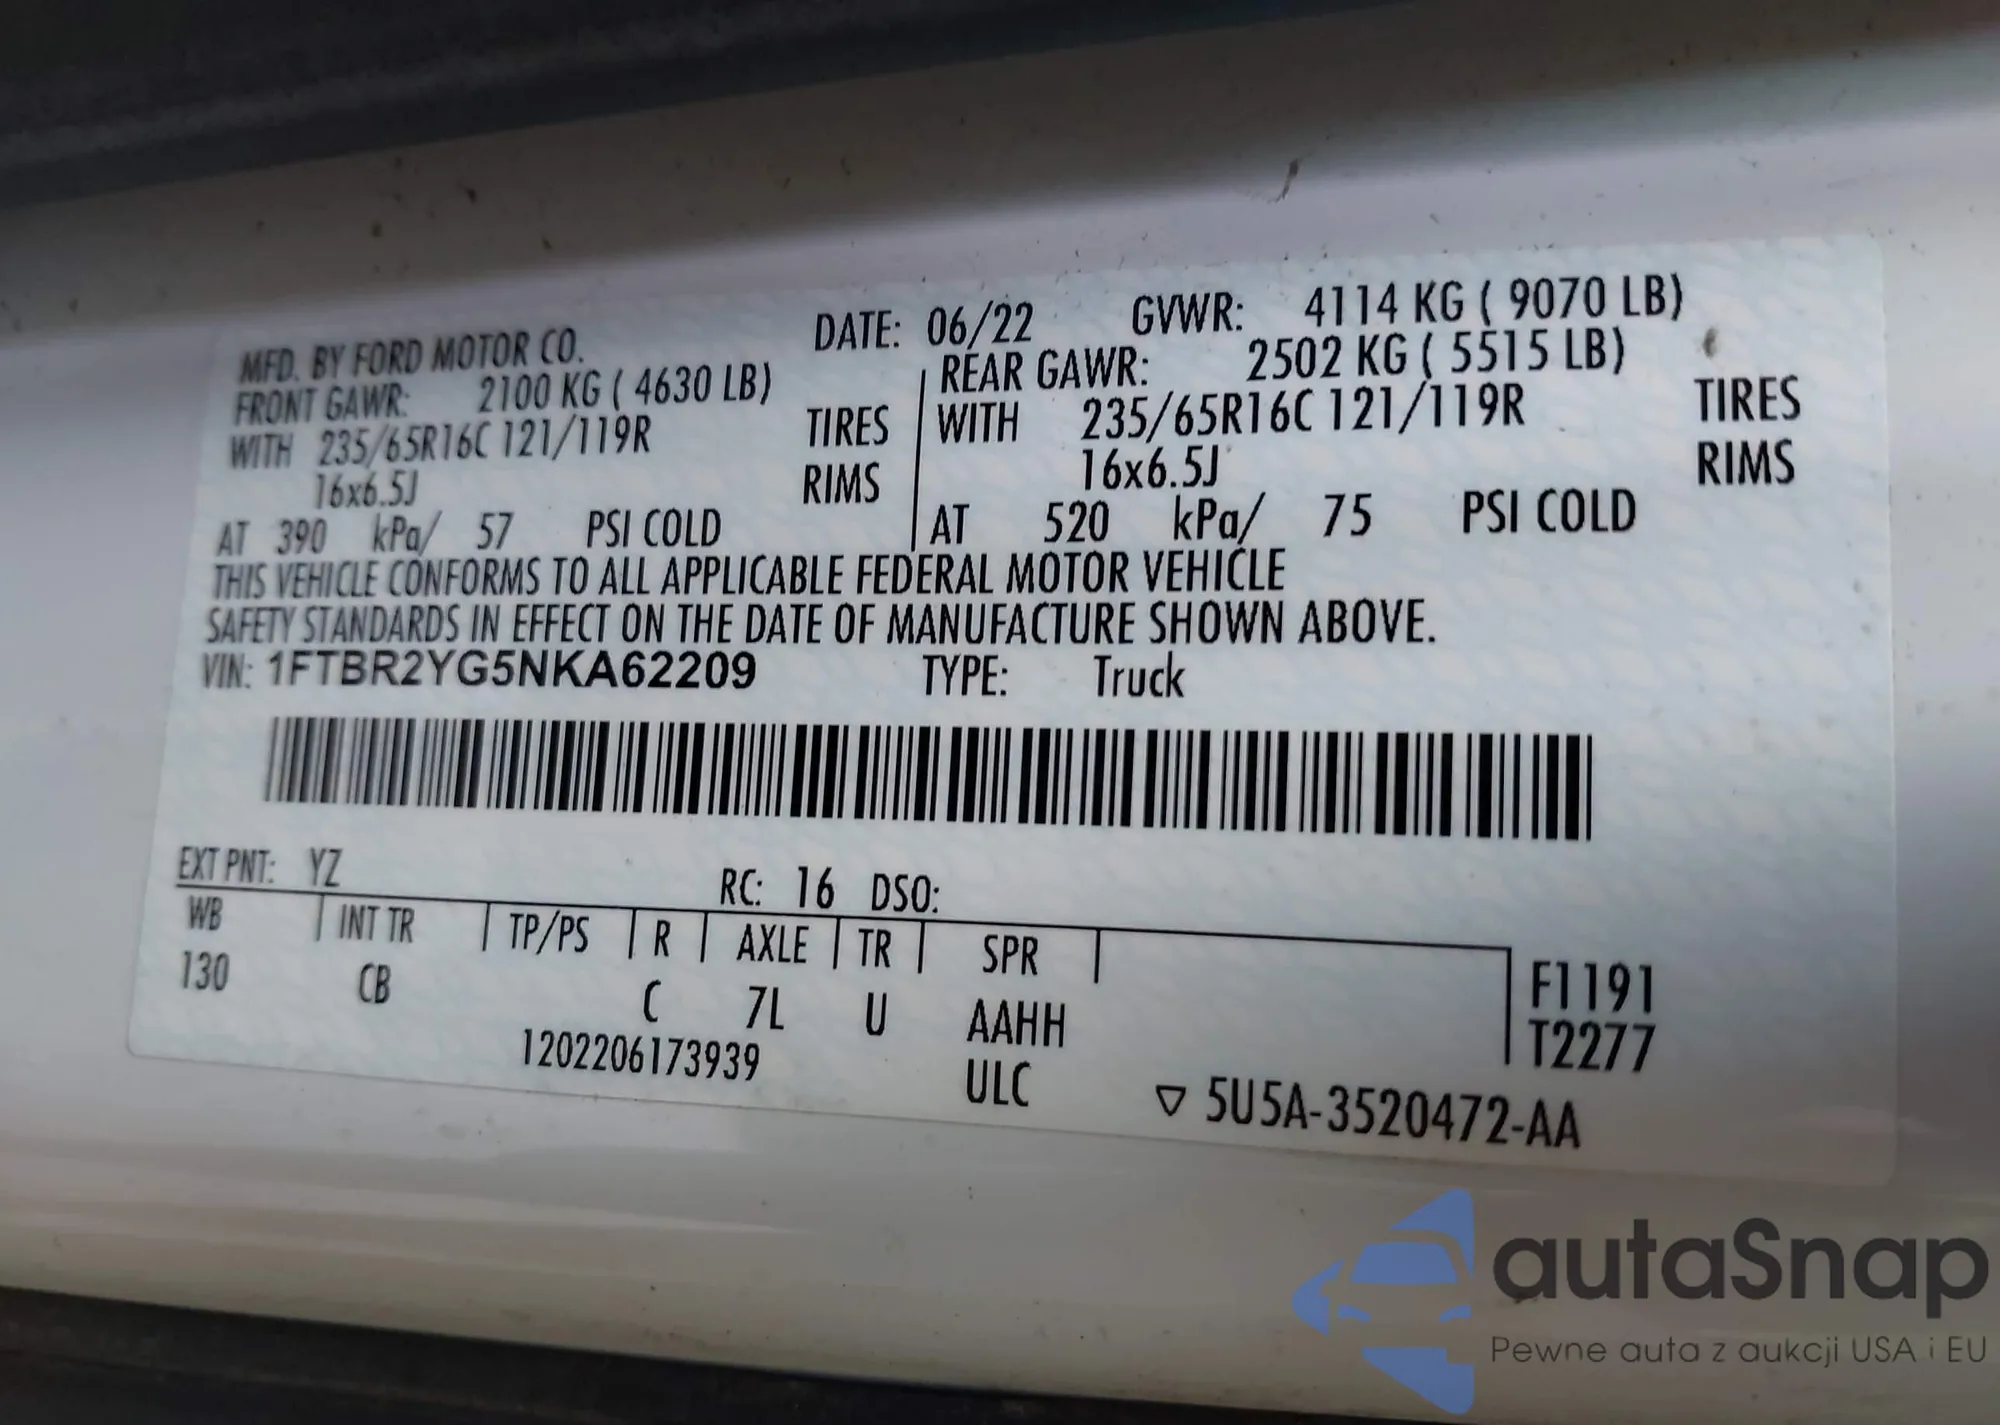 MFD. BY FORD MOTOR CO. DATE: 06/22 GVWR: 4114 KG ( 9070 LB)
FRONT GAWR: 2100 KG ( 4630 LB) REAR GAWR: 2502 KG ( 5515 LB)
WITH 235/65R16C 121/119R TIRES WITH 235/65R16C 121/119R TIRES
16x6.5J RIMS 16x6.5J RIMS
AT 390 kPa/ 57 PSI COLD AT 520 kPa/ 75 PSI COLD
THIS VEHICLE CONFORMS TO ALL APPLICABLE FEDERAL MOTOR VEHICLE
SAFETY STANDARDS IN EFFECT ON THE DATE OF MANUFACTURE SHOWN ABOVE.
VIN: 1FTBR2YG5NKA62209 TYPE: Truck
EXT PNT: YZ RC: 16 DSO:
WB INT TR TP/PS R AXLE TR SPR F1191
130 CB C 7L U AAHH T2277
1202206173939 ULC ▽ 5U5A-3520472-AA
autaSnap
Pewne auta z aukcji USA i EU